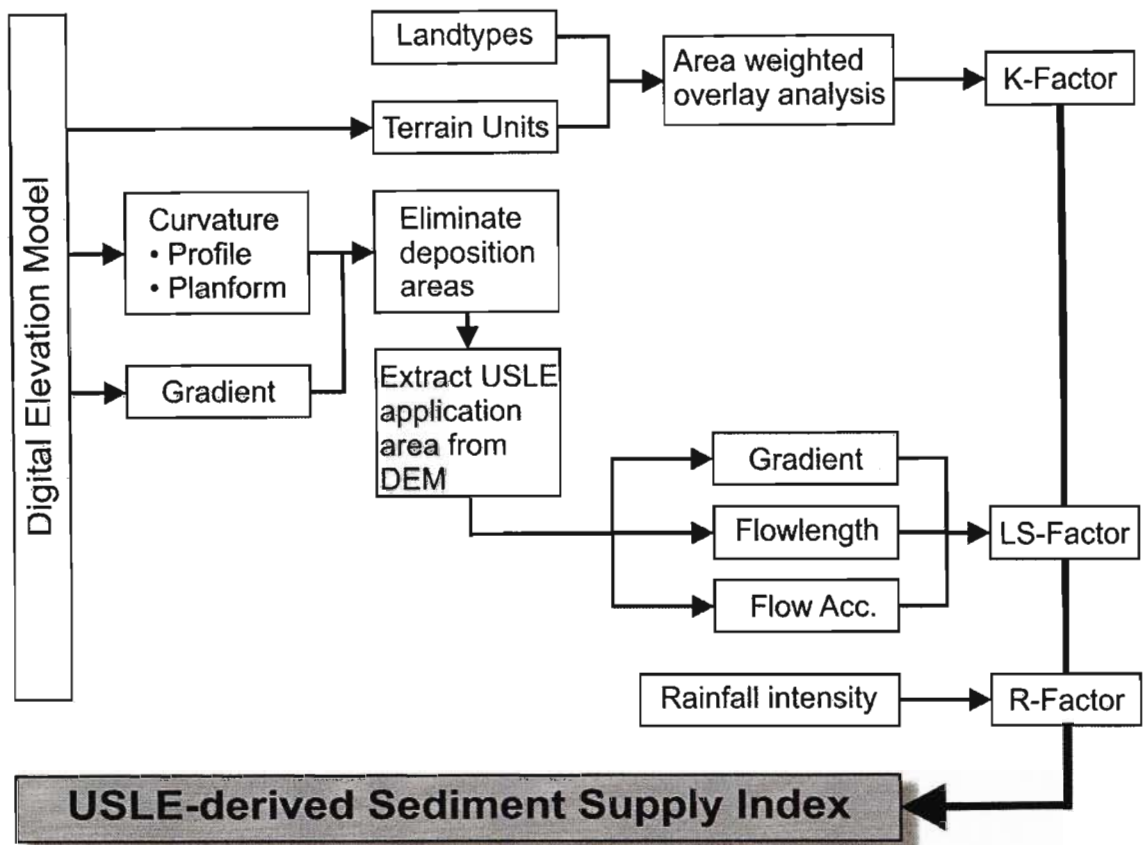 Digital Elevation Model
Landtypes
Terrain Units
Area weighted
overlay analysis
K-Factor
Curvature
• Profile
• Planform
Gradient
Eliminate
deposition
areas
Extract USLE
application
area from
DEM
Gradient
Flowlength
Flow Acc.
LS-Factor
Rainfall intensity
R-Factor
USLE-derived Sediment Supply Index